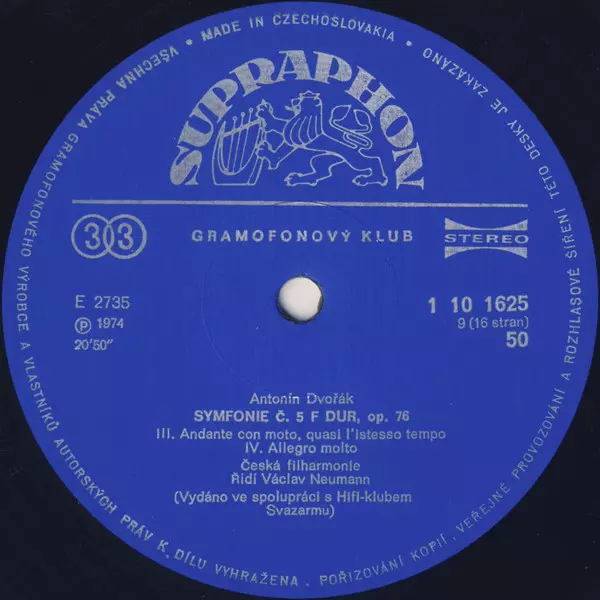 • MADE IN CZECHOSLOVAKIA •
VŠECHNA PRÁVA GRAMOFONOVÉHO VÝROBCE A VLASTNÍKŮ AUTORSKÝCH PRÁV K DÍLU VYHRAŽENA. POŘIZOVÁNÍ KOPIÍ, VEŘEJNÉ PROVOZOVÁNÍ A ROZHLASOVÉ ŠÍŘENÍ TÉTO DESKY JE ZAKÁZÁNO
SUPRAPHON
33
GRAMOFONOVÝ KLUB
STEREO
E 2735
Ⓟ 1974
20'50"
1 10 1625
9 (16 stran)
50
Antonín Dvořák
SYMFONIE Č. 5 F DUR, op. 76
III. Andante con moto, quasi l'istesso tempo
IV. Allegro molto
Česká filharmonie
Řídí Václav Neumann
(Vydáno ve spolupráci s Hifi-klubem
Svazarmu)